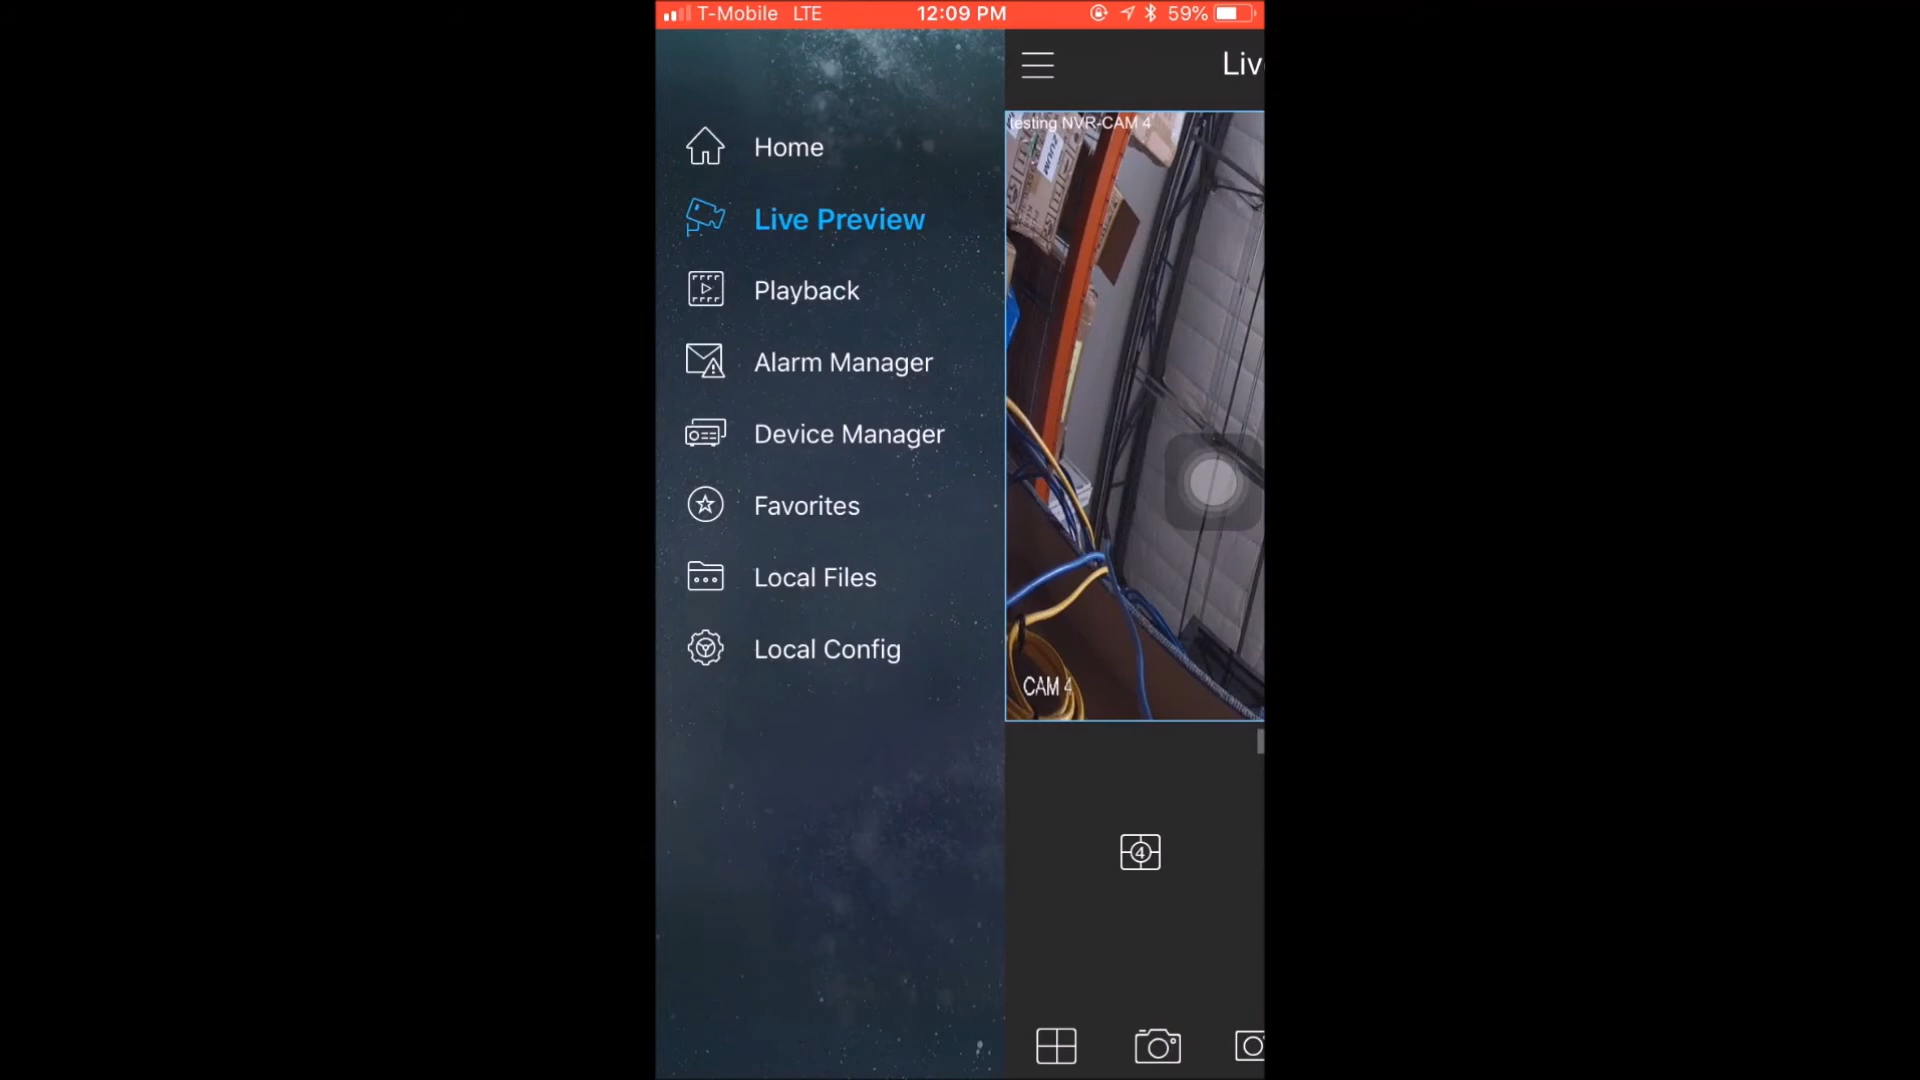 T-Mobile LTE 12:09 PM 59%
Liv
Home
Live Preview
Playback
Alarm Manager
Device Manager
Favorites
Local Files
Local Config
testing NVR-CAM 4
CAM 4
4